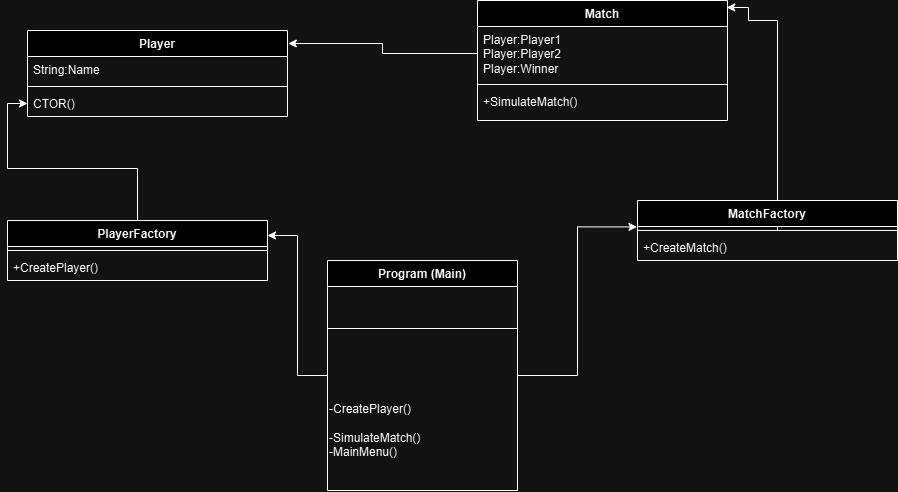 Match
Player:Player1
Player:Player2
Player:Winner
+SimulateMatch()
Player
String:Name
CTOR()
PlayerFactory
+CreatePlayer()
MatchFactory
+CreateMatch()
Program (Main)
-CreatePlayer()
-SimulateMatch()
-MainMenu()